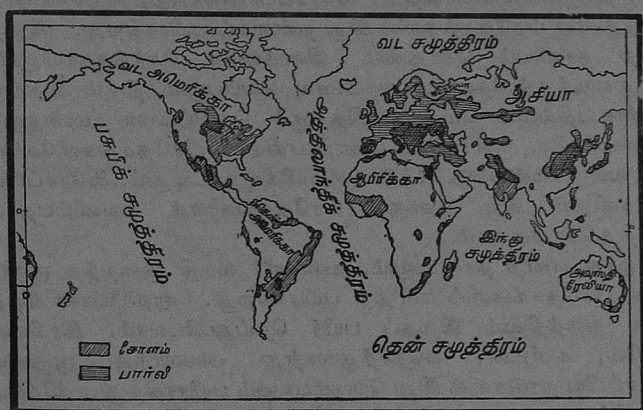 வட சமுத்திரம்
வட அமெரிக்கா
ஆசியா
பசுபிக் சமுத்திரம்
அத்திலாந்திக் சமுத்திரம்
ஆபிரிக்கா
அமெரிக்கா
இந்து
சமுத்திரம்
அவுஸ்தி
ரேலியா
தென் சமுத்திரம்
சோளம்
பார்லி